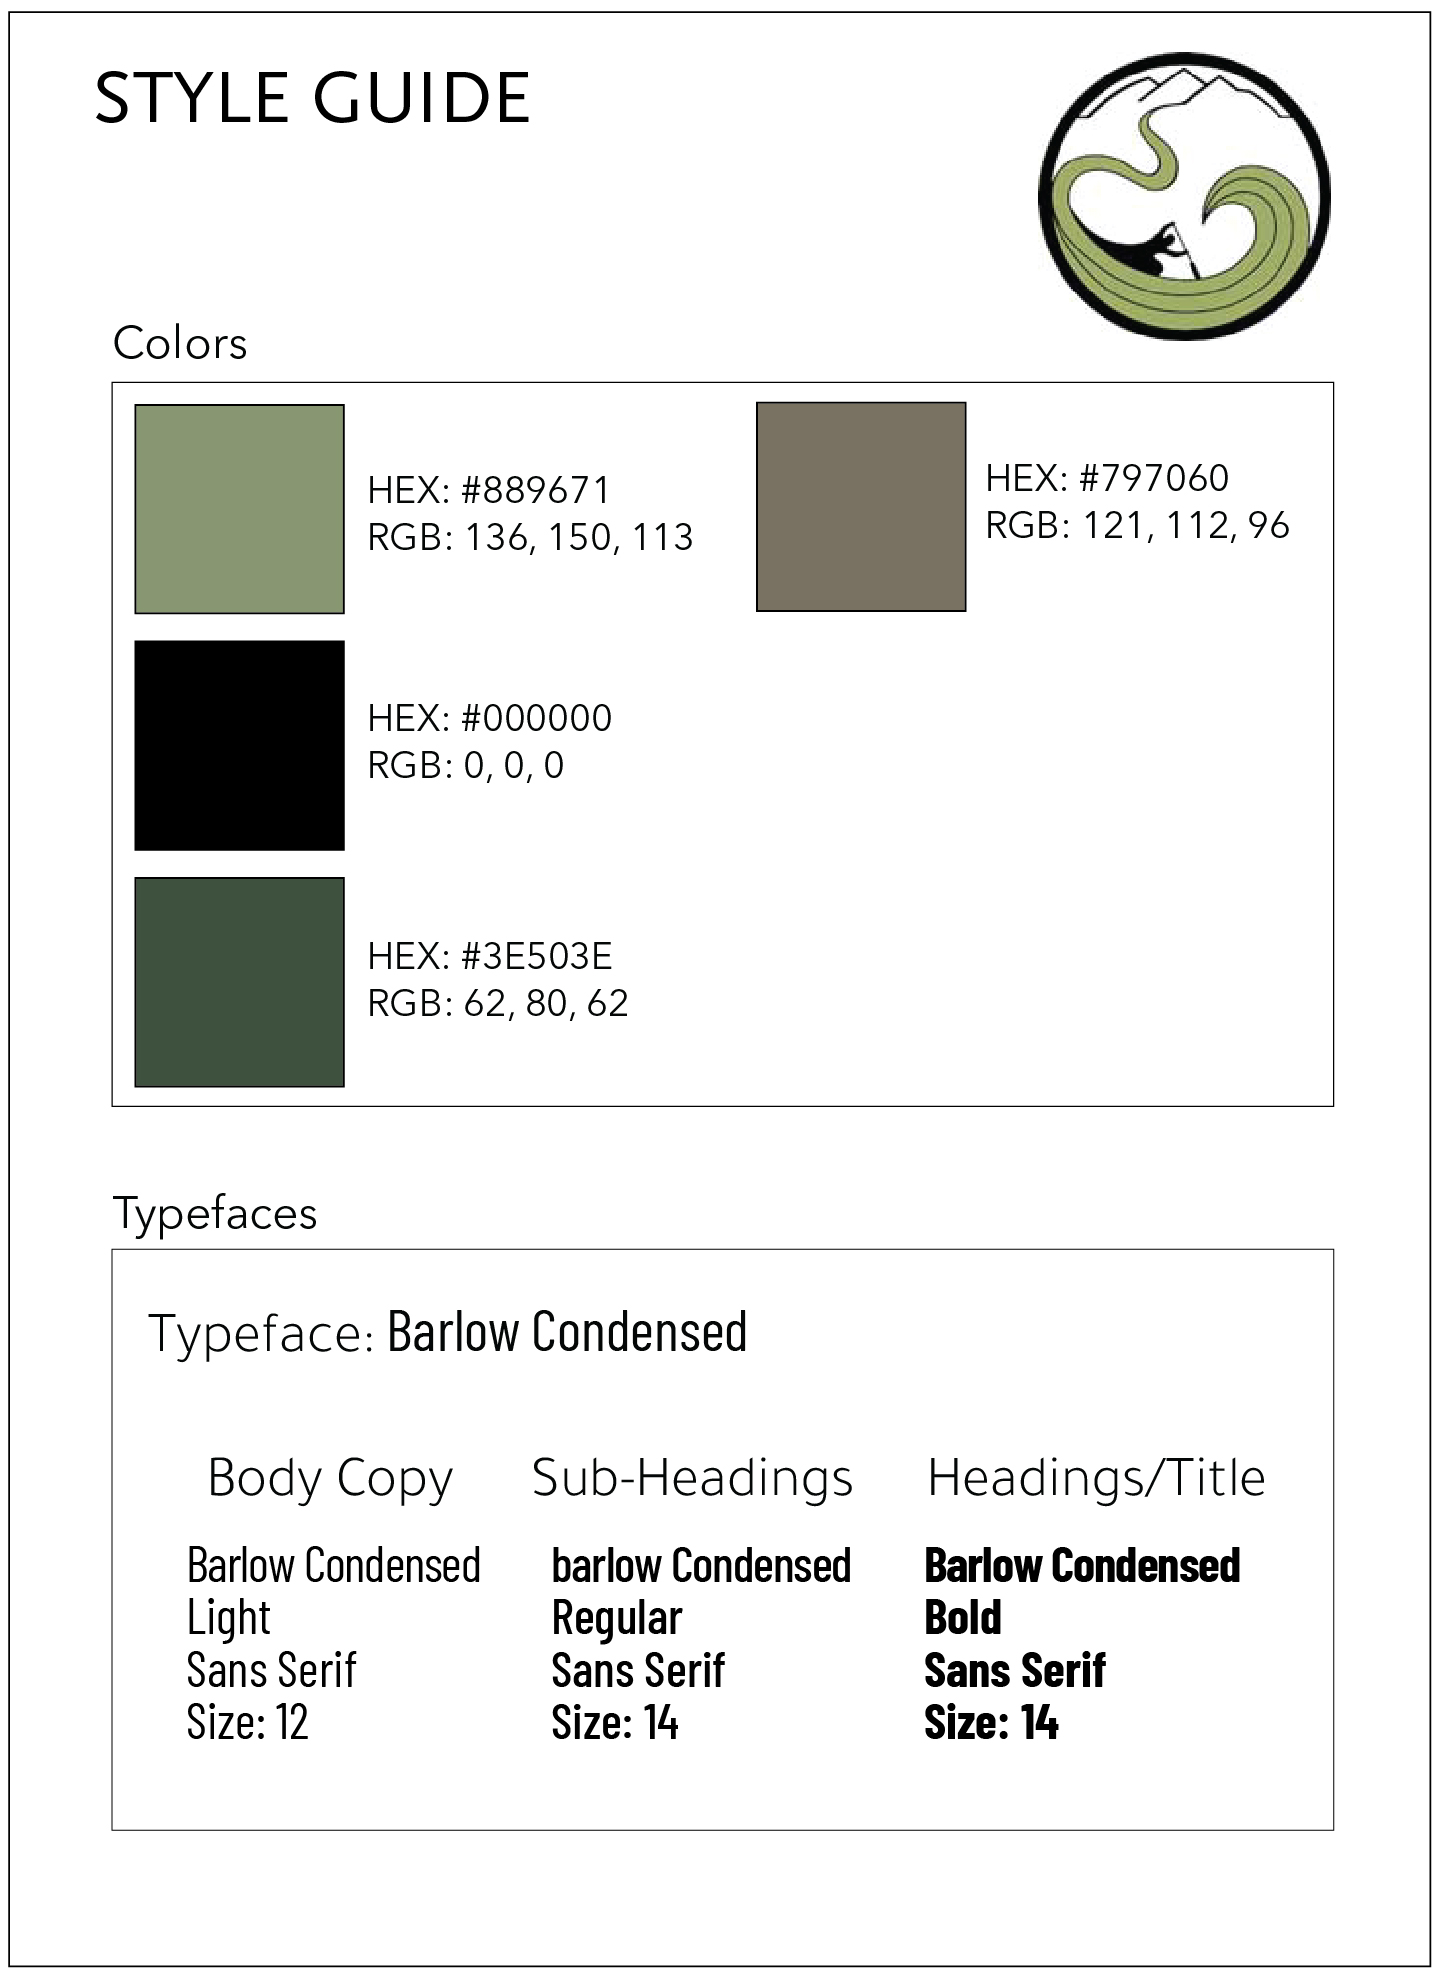 STYLE GUIDE
Colors
HEX: #889671
RGB: 136, 150, 113
HEX: #797060
RGB: 121, 112, 96
HEX: #000000
RGB: 0, 0, 0
HEX: #3E503E
RGB: 62, 80, 62
Typefaces
Typeface: Barlow Condensed
Body Copy
Barlow Condensed
Light
Sans Serif
Size: 12
Sub-Headings
barlow Condensed
Regular
Sans Serif
Size: 14
Headings/Title
Barlow Condensed
Bold
Sans Serif
Size: 14